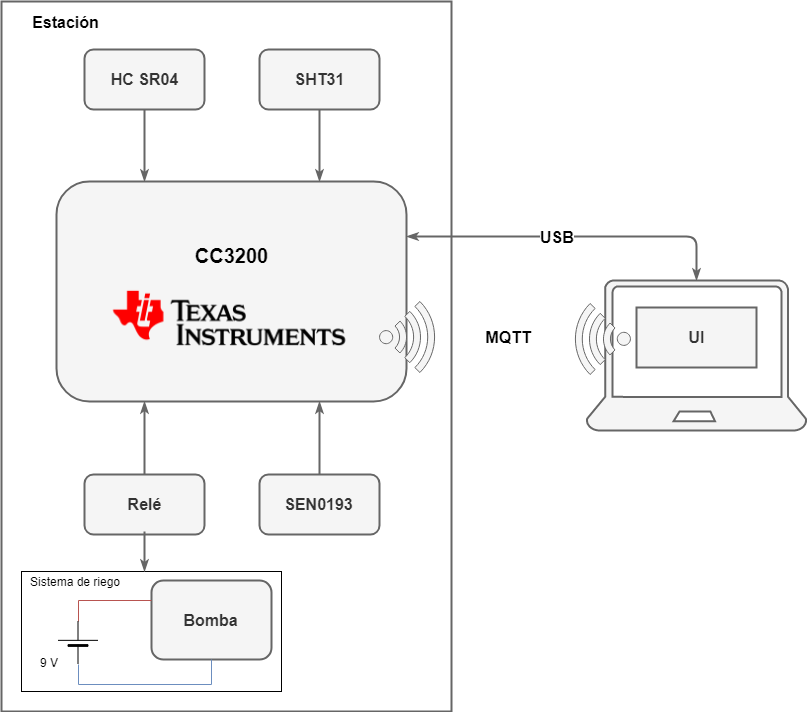 Estación
HC SR04
SHT31
CC3200
USB
TEXAS
INSTRUMENTS
MQTT
UI
Relé
SEN0193
Sistema de riego
Bomba
9 V